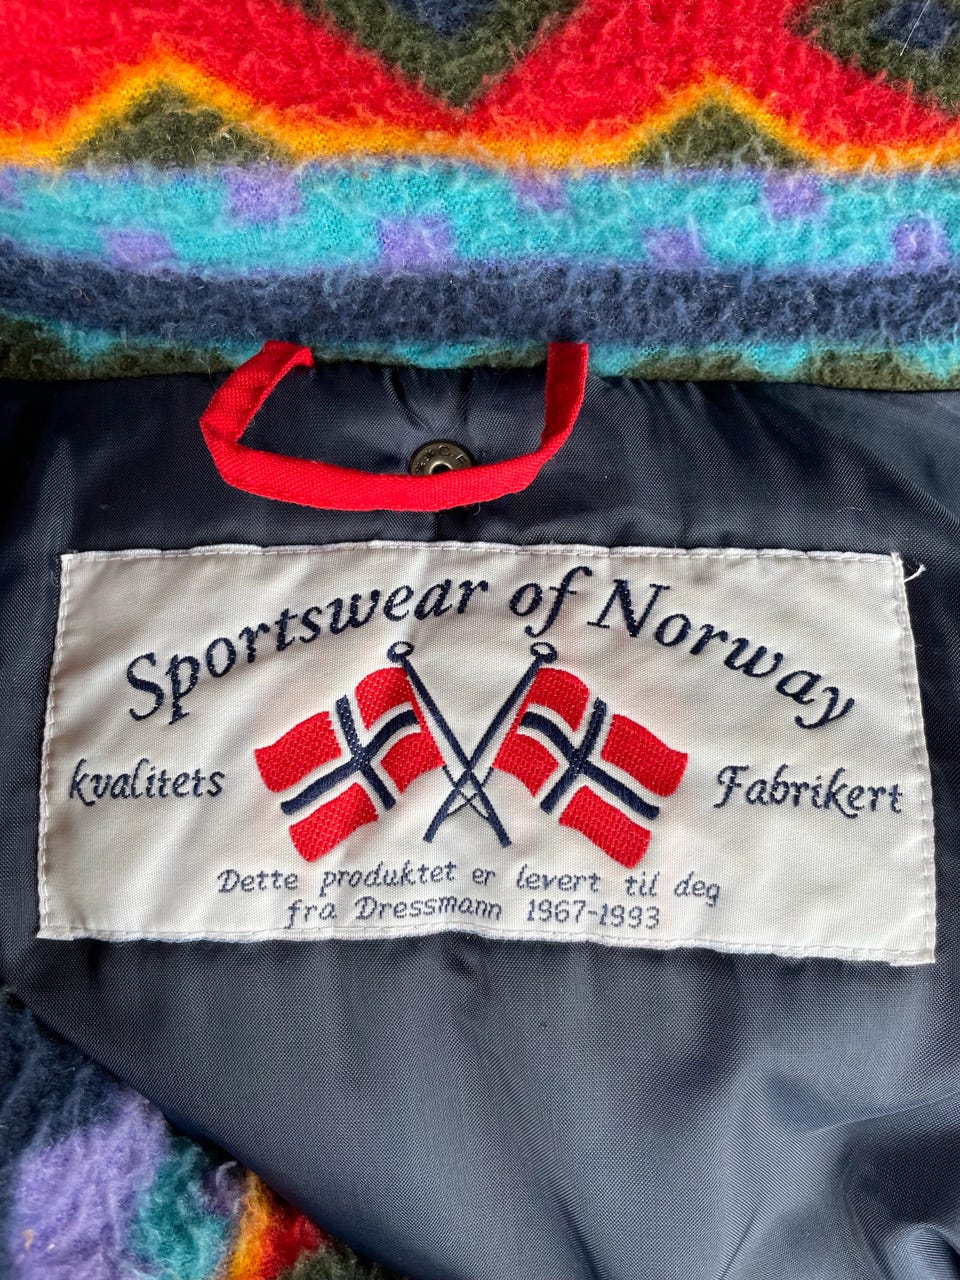 Sportswear of Norway
kvalitets Fabrikert
Dette produktet er levert til deg
fra Dressmann 1967-1993